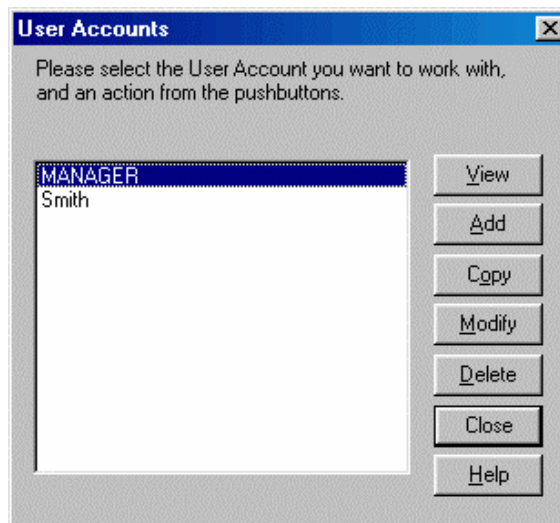 User Accounts
Please select the User Account you want to work with,
and an action from the pushbuttons.
MANAGER
Smith
View
Add
Copy
Modify
Delete
Close
Help